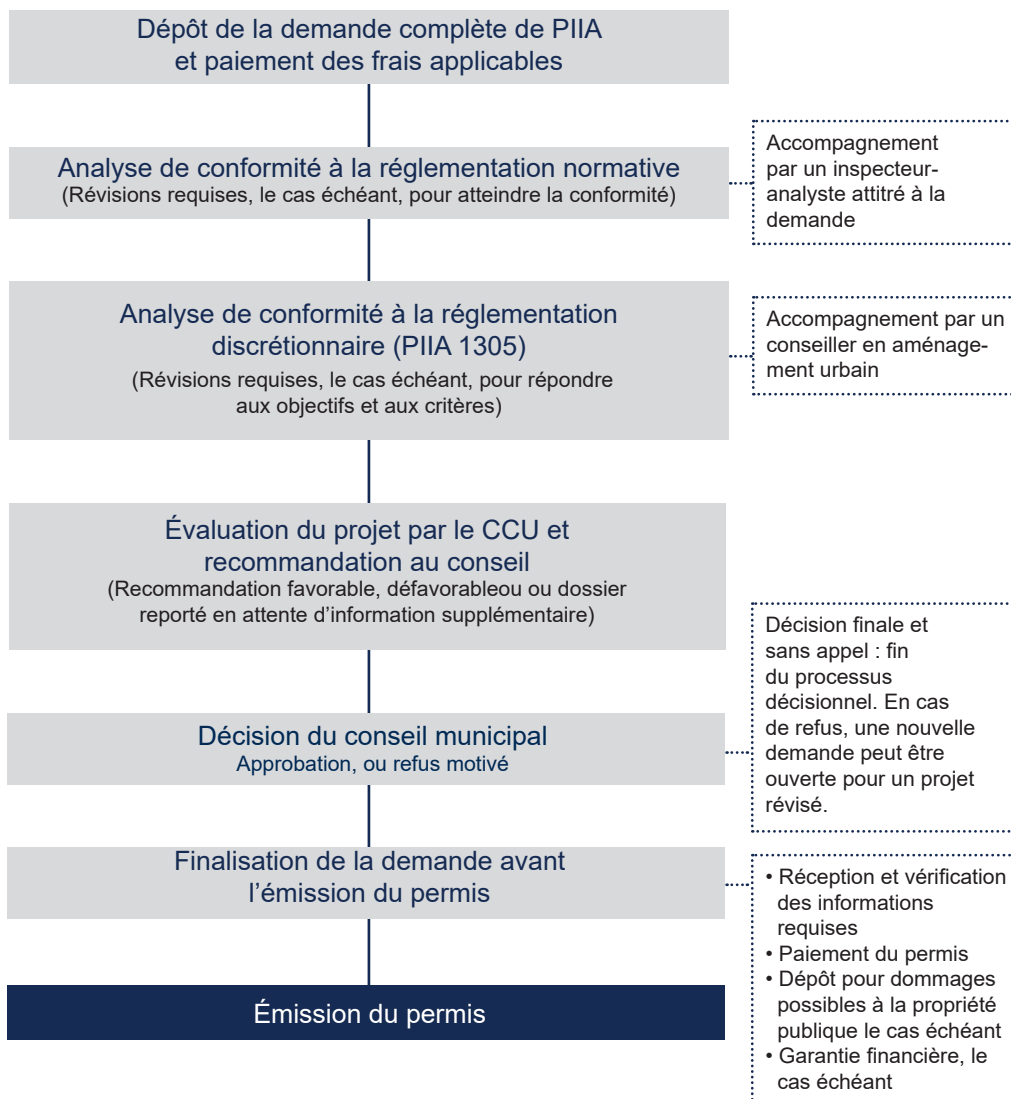 Dépôt de la demande complète de PIIA
et paiement des frais applicables
Analyse de conformité à la réglementation normative
(Révisions requises, le cas échéant, pour atteindre la conformité)
Accompagnement
par un inspecteur-
analyste attitré à la
demande
Analyse de conformité à la réglementation
discrétionnaire (PIIA 1305)
(Révisions requises, le cas échéant, pour répondre
aux objectifs et aux critères)
Accompagnement par un
conseiller en aménage-
ment urbain
Évaluation du projet par le CCU et
recommandation au conseil
(Recommandation favorable, défavorableou ou dossier
reporté en attente d’information supplémentaire)
Décision du conseil municipal
Approbation, ou refus motivé
Décision finale et
sans appel : fin
du processus
décisionnel. En cas
de refus, une nouvelle
demande peut être
ouverte pour un projet
révisé.
Finalisation de la demande avant
l’émission du permis
• Réception et vérification
des informations
requises
• Paiement du permis
• Dépôt pour dommages
possibles à la propriété
publique le cas échéant
• Garantie financière, le
cas échéant
Émission du permis